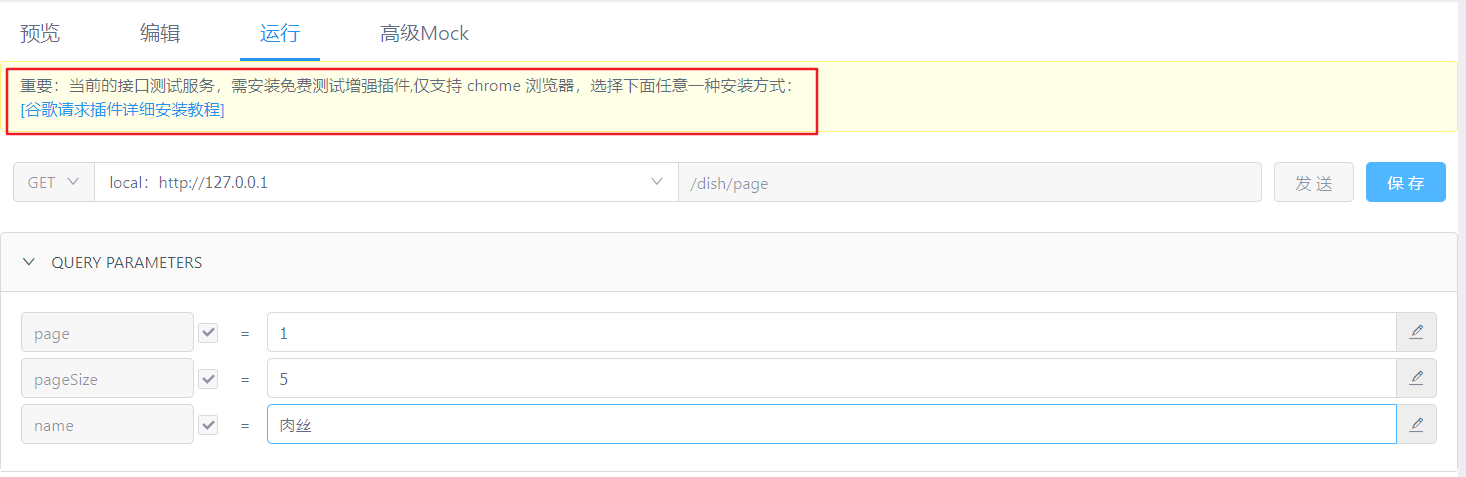 预览 编辑 运行 高级Mock
重要：当前的接口测试服务，需安装免费测试增强插件,仅支持 chrome 浏览器，选择下面任意一种安装方式：
[谷歌请求插件详细安装教程]
GET local：http://127.0.0.1 /dish/page 发 送 保 存
QUERY PARAMETERS
page = 1
pageSize = 5
name = 肉丝